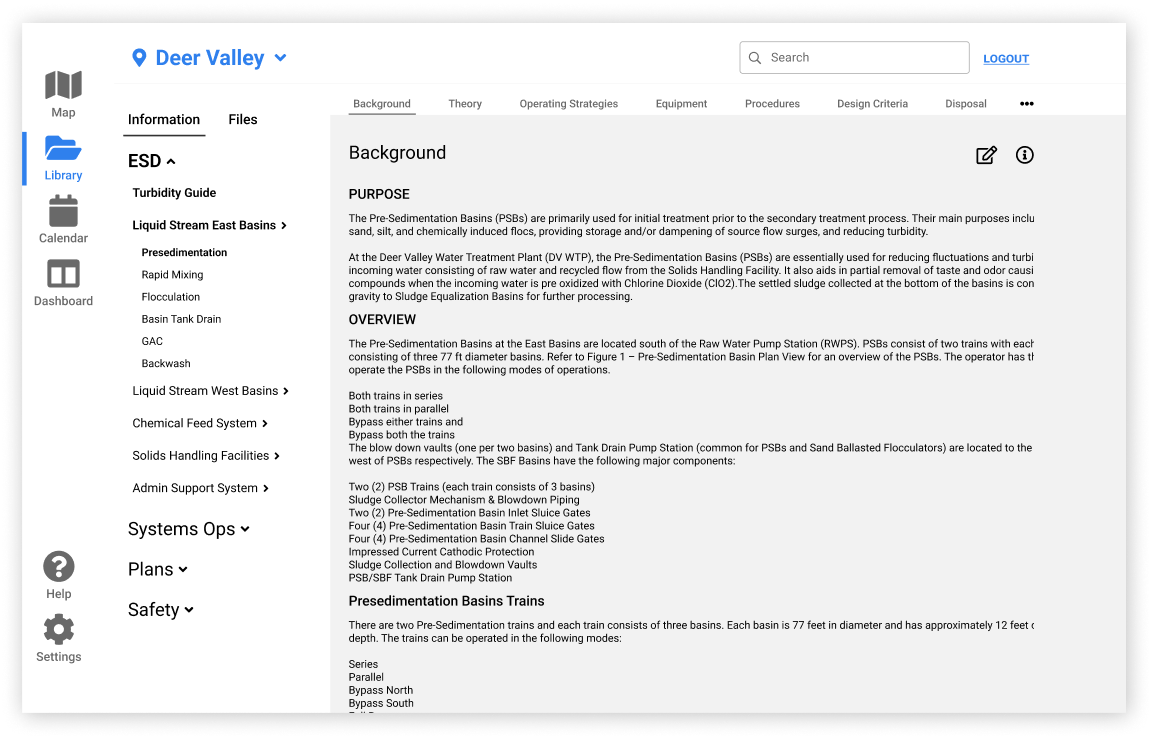 Deer Valley
Search
LOGOUT
Map
Library
Calendar
Dashboard
Help
Settings
Information Files
ESD
Turbidity Guide
Liquid Stream East Basins
Presedimentation
Rapid Mixing
Flocculation
Basin Tank Drain
GAC
Backwash
Liquid Stream West Basins
Chemical Feed System
Solids Handling Facilities
Admin Support System
Systems Ops
Plans
Safety
Background Theory Operating Strategies Equipment Procedures Design Criteria Disposal •••
Background
PURPOSE
The Pre-Sedimentation Basins (PSBs) are primarily used for initial treatment prior to the secondary treatment process. Their main purposes inclu
sand, silt, and chemically induced flocs, providing storage and/or dampening of source flow surges, and reducing turbidity.
At the Deer Valley Water Treatment Plant (DV WTP), the Pre-Sedimentation Basins (PSBs) are essentially used for reducing fluctuations and turbi
incoming water consisting of raw water and recycled flow from the Solids Handling Facility. It also aids in partial removal of taste and odor causi
compounds when the incoming water is pre oxidized with Chlorine Dioxide (ClO2).The settled sludge collected at the bottom of the basins is con
gravity to Sludge Equalization Basins for further processing.
OVERVIEW
The Pre-Sedimentation Basins at the East Basins are located south of the Raw Water Pump Station (RWPS). PSBs consist of two trains with each
consisting of three 77 ft diameter basins. Refer to Figure 1 – Pre-Sedimentation Basin Plan View for an overview of the PSBs. The operator has th
operate the PSBs in the following modes of operations.
Both trains in series
Both trains in parallel
Bypass either trains and
Bypass both the trains
The blow down vaults (one per two basins) and Tank Drain Pump Station (common for PSBs and Sand Ballasted Flocculators) are located to the
west of PSBs respectively. The SBF Basins have the following major components:
Two (2) PSB Trains (each train consists of 3 basins)
Sludge Collector Mechanism & Blowdown Piping
Two (2) Pre-Sedimentation Basin Inlet Sluice Gates
Four (4) Pre-Sedimentation Basin Train Sluice Gates
Four (4) Pre-Sedimentation Basin Channel Slide Gates
Impressed Current Cathodic Protection
Sludge Collection and Blowdown Vaults
PSB/SBF Tank Drain Pump Station
Presedimentation Basins Trains
There are two Pre-Sedimentation trains and each train consists of three basins. Each basin is 77 feet in diameter and has approximately 12 feet
depth. The trains can be operated in the following modes:
Series
Parallel
Bypass North
Bypass South